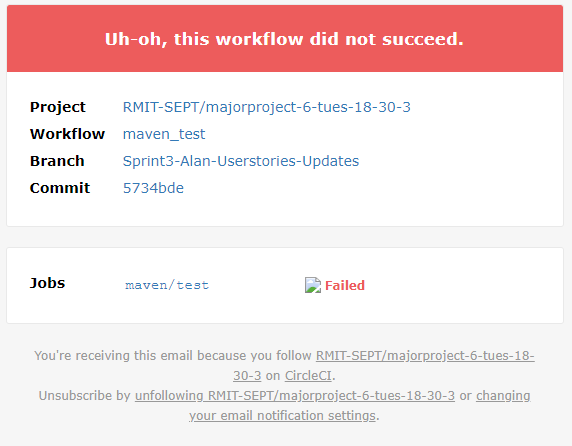 Uh-oh, this workflow did not succeed.
Project RMIT-SEPT/majorproject-6-tues-18-30-3
Workflow maven_test
Branch Sprint3-Alan-Userstories-Updates
Commit 5734bde
Jobs maven/test Failed
You're receiving this email because you follow RMIT-SEPT/majorproject-6-tues-18-
30-3 on CircleCI.
Unsubscribe by unfollowing RMIT-SEPT/majorproject-6-tues-18-30-3 or changing
your email notification settings.